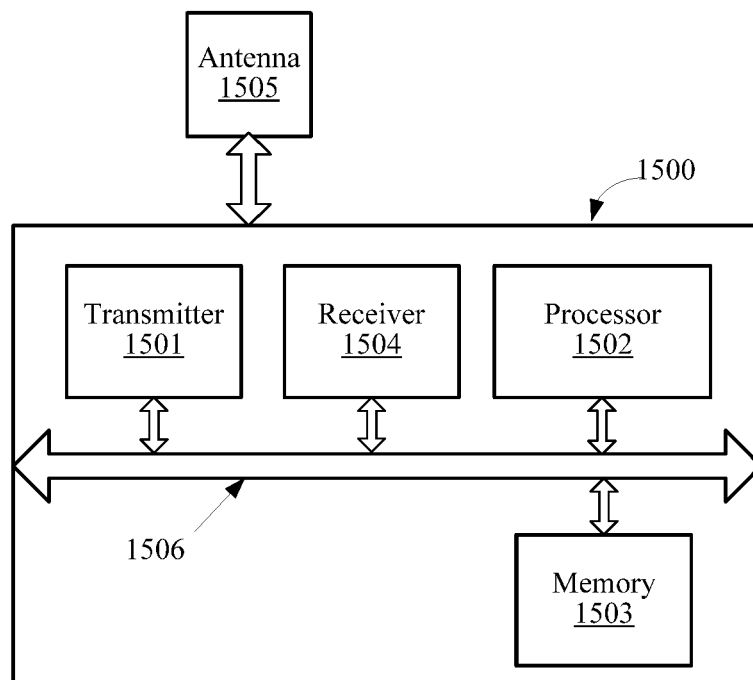 Antenna
1505
1500
Transmitter
1501
Receiver
1504
Processor
1502
1506
Memory
1503